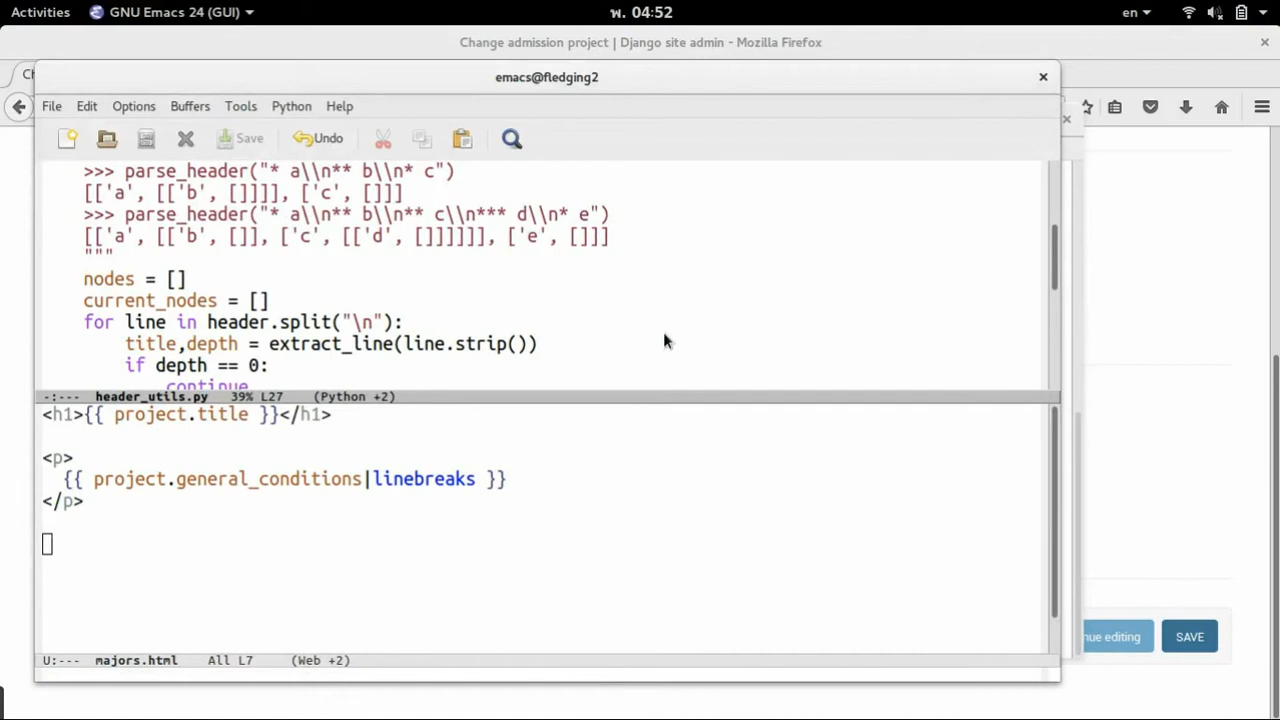 Activities GNU Emacs 24 (GUI) พ. 04:52 en
Change admission project | Django site admin - Mozilla Firefox
emacs@fledging2
File Edit Options Buffers Tools Python Help
Save Undo
>>> parse_header("* a\\n** b\\n* c")
[['a', [['b', []]]], ['c', []]]
>>> parse_header("* a\\n** b\\n** c\\n*** d\\n* e")
[['a', [['b', []], ['c', [['d', []]]]]], ['e', []]]
"""
nodes = []
current_nodes = []
for line in header.split("\n"):
title,depth = extract_line(line.strip())
if depth == 0:
continue
-:--- header_utils.py 39% L27 (Python +2)
<h1>{{ project.title }}</h1>
<p>
{{ project.general_conditions|linebreaks }}
</p>
nue editing SAVE
U:--- majors.html All L7 (Web +2)